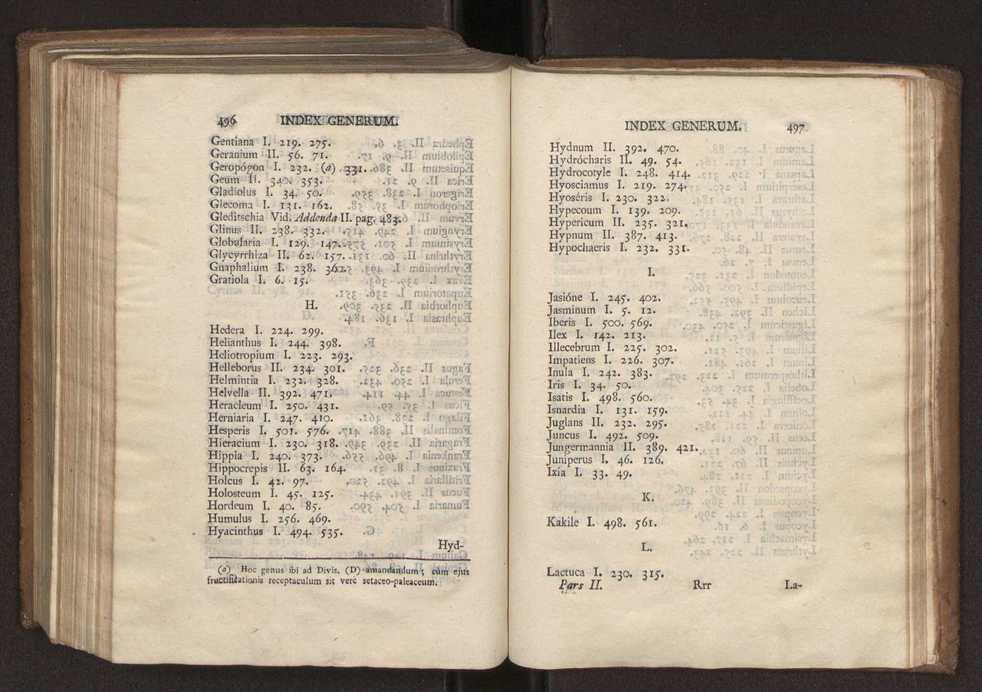 496 INDEX GENERUM.
Gentiana I. 219. 275.
Geranium II. 56. 71.
Geropógon I. 232. (a) 331.
Geum II. 340. 353.
Gladiolus I. 34. 50.
Glecoma I. 131. 162.
Gleditschia Vid. Addenda II. pag. 483.
Glinus II. 238. 332.
Globularia I. 129. 147.
Glycyrrhiza II. 62. 157.
Gnaphalium I. 238. 362.
Gratiola I. 6. 15.
H.
Hedera I. 224. 299.
Helianthus I. 244. 398.
Heliotropium I. 223. 293.
Helleborus II. 234. 301.
Helmintia I. 232. 328.
Helvella II. 392. 471.
Heracleum I. 250. 431.
Herniaria I. 247. 410.
Hesperis I. 501. 576.
Hieracium I. 230. 318.
Hippia I. 240. 373.
Hippocrepis II. 63. 164.
Holcus I. 42. 97.
Holosteum I. 45. 125.
Hordeum I. 40. 85.
Humulus I. 256. 469.
Hyacinthus I. 494. 535.
Hyd-
(a) Hoc genus ibi ad Divis. (D) amandandum; cum ejus
fructificationis receptaculum sit verè setaceo-paleaceum.
INDEX GENERUM. 497
Hydnum II. 392. 470.
Hydrócharis II. 49. 54.
Hydrocotyle I. 248. 414.
Hyosciamus I. 219. 274.
Hyoséris I. 230. 322.
Hypecoum I. 139. 209.
Hypericum II. 235. 321.
Hypnum II. 387. 413.
Hypochaeris I. 232. 331.
I.
Jasióne I. 245. 402.
Jasminum I. 5. 12.
Iberis I. 500. 569.
Ilex I. 142. 213.
Illecebrum I. 225. 302.
Impatiens I. 226. 307.
Inula I. 242. 383.
Iris I. 34. 50.
Isatis I. 498. 560.
Isnardia I. 131. 159.
Juglans II. 232. 295.
Juncus I. 492. 509.
Jungermannia II. 389. 421.
Juniperus I. 46. 126.
Ixia I. 33. 49.
K.
Kakile I. 498. 561.
L.
Lactuca I. 230. 315.
Pars II. Rrr La-